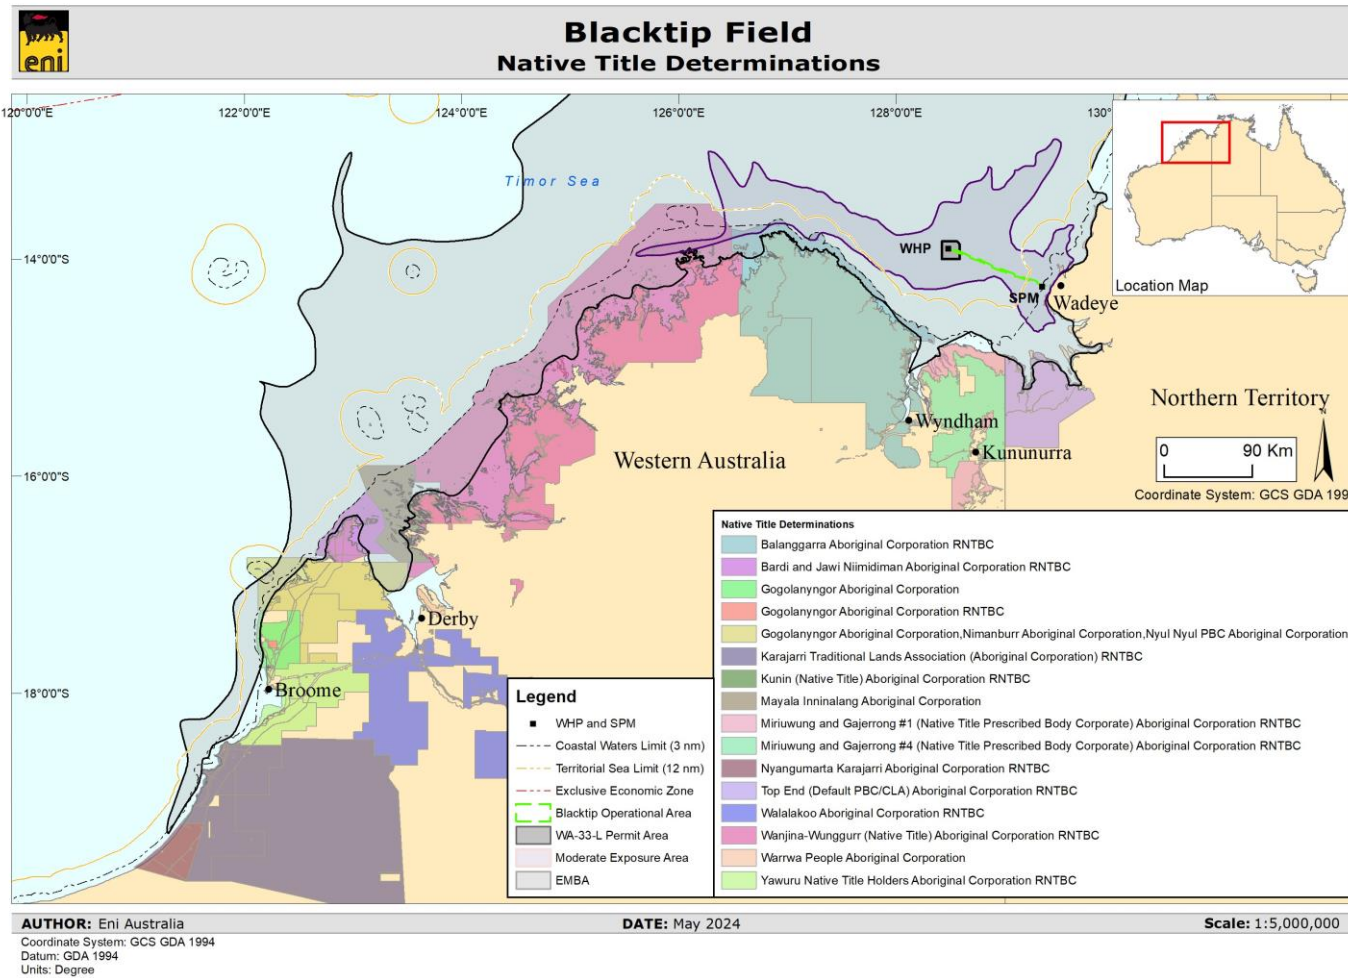 eni
Blacktip Field
Native Title Determinations
120°0'0"E
122°0'0"E
124°0'0"E
126°0'0"E
128°0'0"E
130°
14°0'0"S
16°0'0"S
18°0'0"S
Timor Sea
WHP
SPM
Wadeye
Location Map
Northern Territory
N
0 90 Km
Coordinate System: GCS GDA 199
Wyndham
Kununurra
Western Australia
Derby
Broome
Legend
WHP and SPM
Coastal Waters Limit (3 nm)
Territorial Sea Limit (12 nm)
Exclusive Economic Zone
Blacktip Operational Area
WA-33-L Permit Area
Moderate Exposure Area
EMBA
Native Title Determinations
Balanggarra Aboriginal Corporation RNTBC
Bardi and Jawi Niimidiman Aboriginal Corporation RNTBC
Gogolanyngor Aboriginal Corporation
Gogolanyngor Aboriginal Corporation RNTBC
Gogolanyngor Aboriginal Corporation,Nimanburr Aboriginal Corporation,Nyul Nyul PBC Aboriginal Corporation
Karajarri Traditional Lands Association (Aboriginal Corporation) RNTBC
Kunin (Native Title) Aboriginal Corporation RNTBC
Mayala Inninalang Aboriginal Corporation
Miriuwung and Gajerrong #1 (Native Title Prescribed Body Corporate) Aboriginal Corporation RNTBC
Miriuwung and Gajerrong #4 (Native Title Prescribed Body Corporate) Aboriginal Corporation RNTBC
Nyangumarta Karajarri Aboriginal Corporation RNTBC
Top End (Default PBC/CLA) Aboriginal Corporation RNTBC
Walalakoo Aboriginal Corporation RNTBC
Wanjina-Wunggurr (Native Title) Aboriginal Corporation RNTBC
Warrwa People Aboriginal Corporation
Yawuru Native Title Holders Aboriginal Corporation RNTBC
AUTHOR: Eni Australia
DATE: May 2024
Scale: 1:5,000,000
Coordinate System: GCS GDA 1994
Datum: GDA 1994
Units: Degree